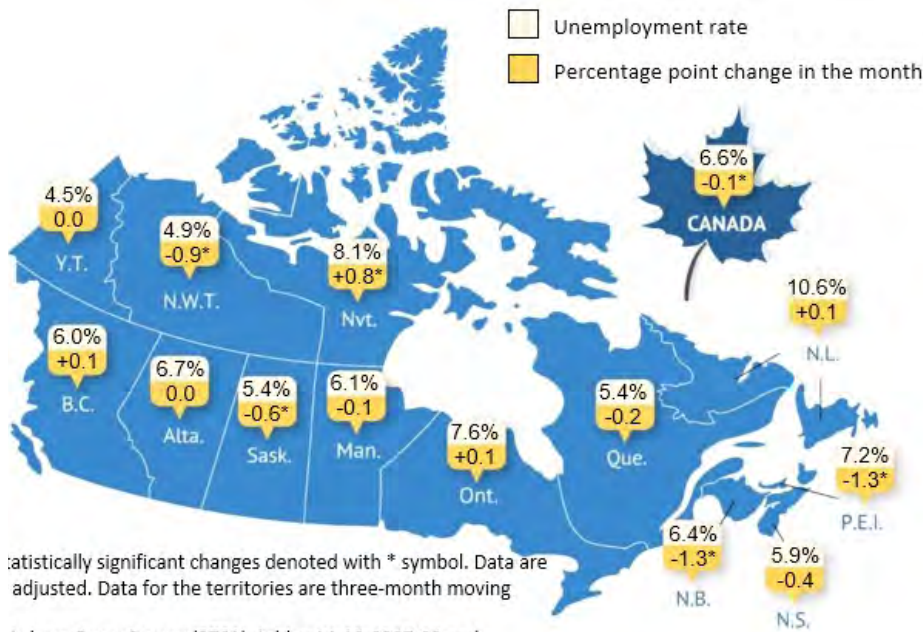 Unemployment rate
Percentage point change in the month
6.6%
-0.1*
CANADA
4.5%
0.0
Y.T.
4.9%
-0.9*
N.W.T.
8.1%
+0.8*
Nvt.
10.6%
+0.1
N.L.
6.0%
+0.1
B.C.
6.7%
0.0
Alta.
5.4%
-0.6*
Sask.
6.1%
-0.1
Man.
7.6%
+0.1
Ont.
5.4%
-0.2
Que.
7.2%
-1.3*
P.E.I.
6.4%
-1.3*
N.B.
5.9%
-0.4
N.S.
tatistically significant changes denoted with * symbol. Data are
adjusted. Data for the territories are three-month moving